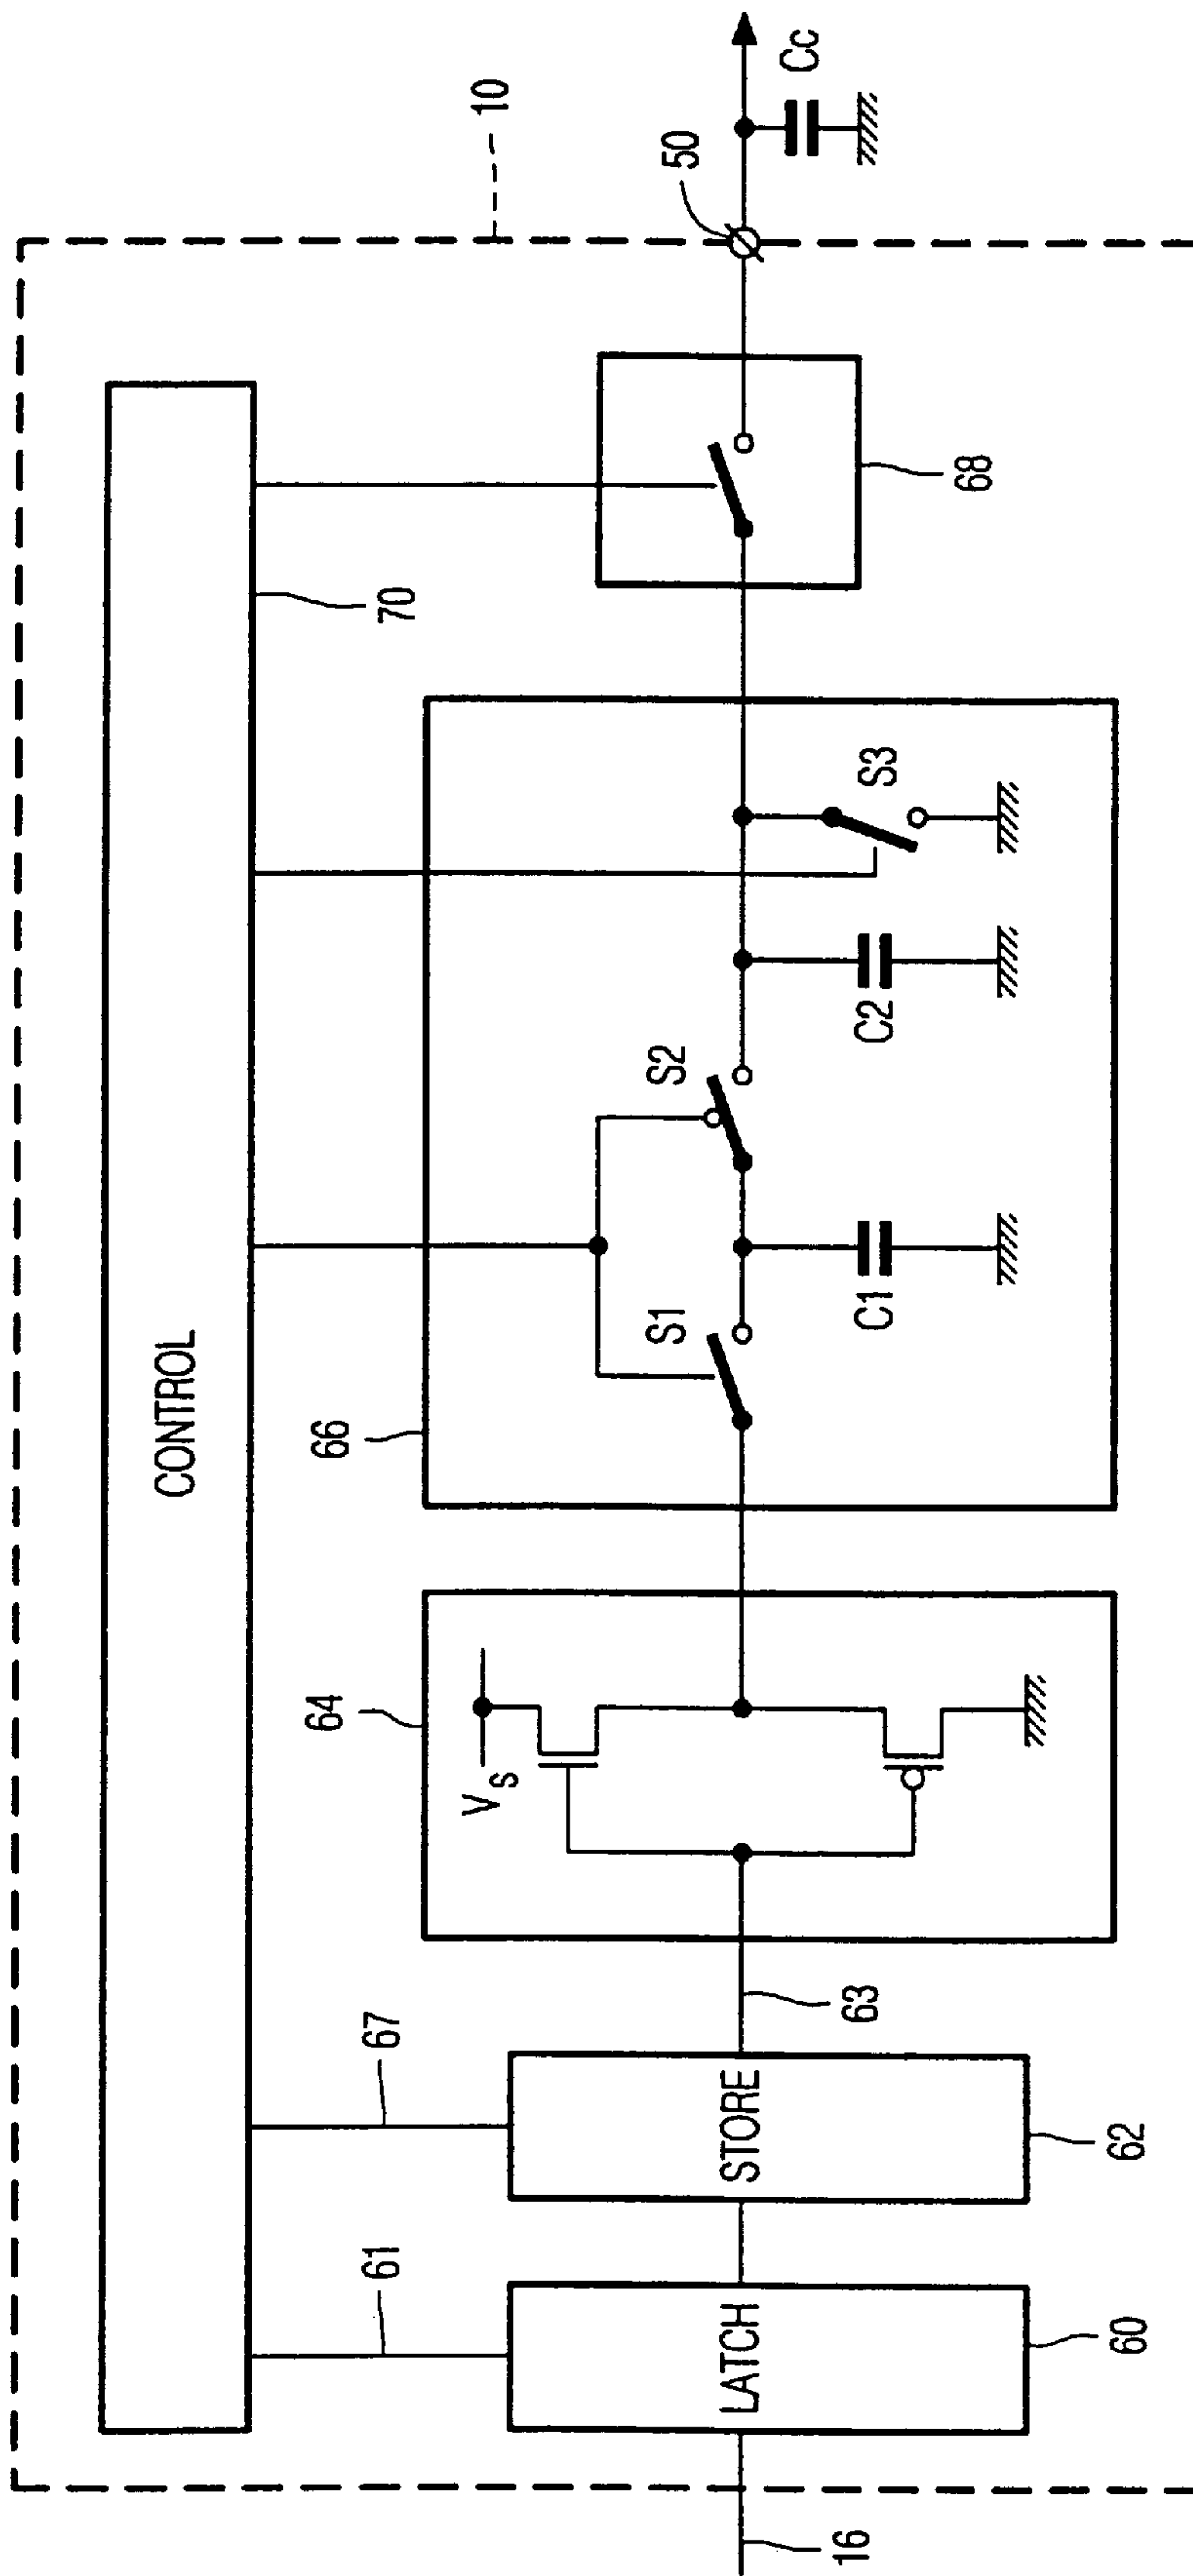 10
CONTROL
70
50
Cc
66
68
64
Vs
S1
S2
S3
C1
C2
67
61
63
STORE
LATCH
62
60
16